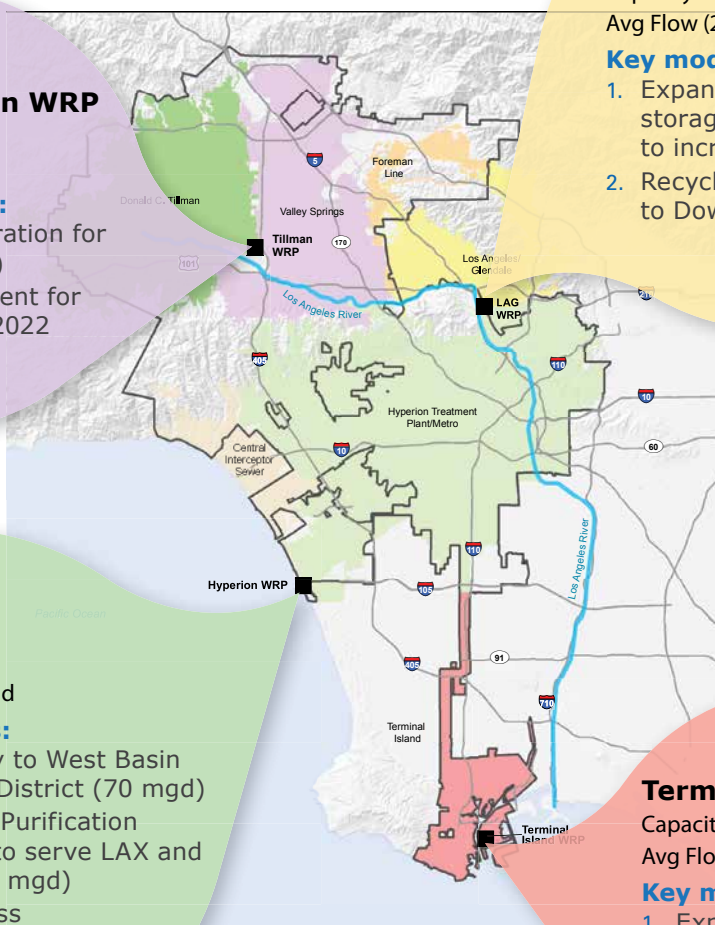 n WRP
:
ration for
)
ent for
2022
Avg Flow (2
Key mod
1. Expan
storag
to incr
2. Recycl
to Dow
5
Foreman
Line
Donald C. Tillman
Valley Springs
Tillman
WRP
170
101
Los Angeles/
Glendale
Los Angeles River
LAG
WRP
210
405
110
10
Hyperion Treatment
Plant/Metro
10
60
Central
Interceptor
Sewer
110
Los Angeles River
Hyperion WRP
105
Pacific Ocean
405
91
710
d
:
y to West Basin
District (70 mgd)
Purification
to serve LAX and
mgd)
ss
Terminal
Island
Terminal
Island WRP
Term
Capacit
Avg Flo
Key m
1. Exp